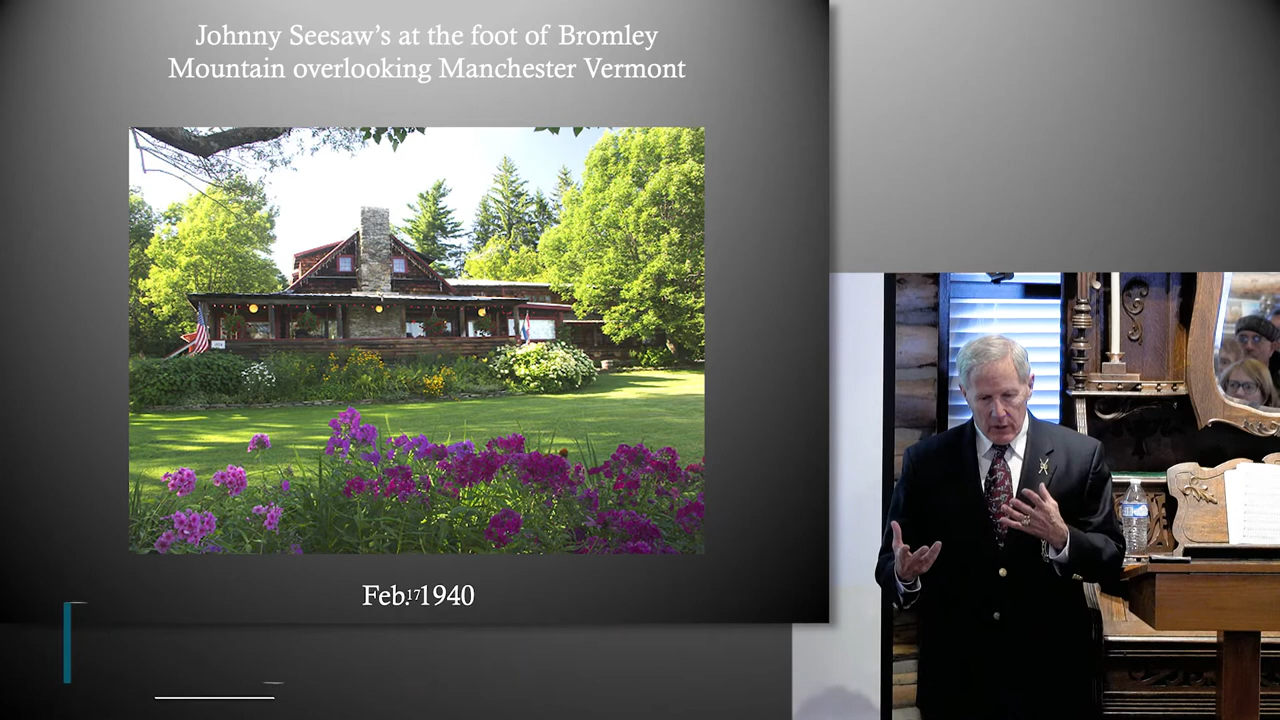 Johnny Seesaw's at the foot of Bromley
Mountain overlooking Manchester Vermont
Feb.17 1940